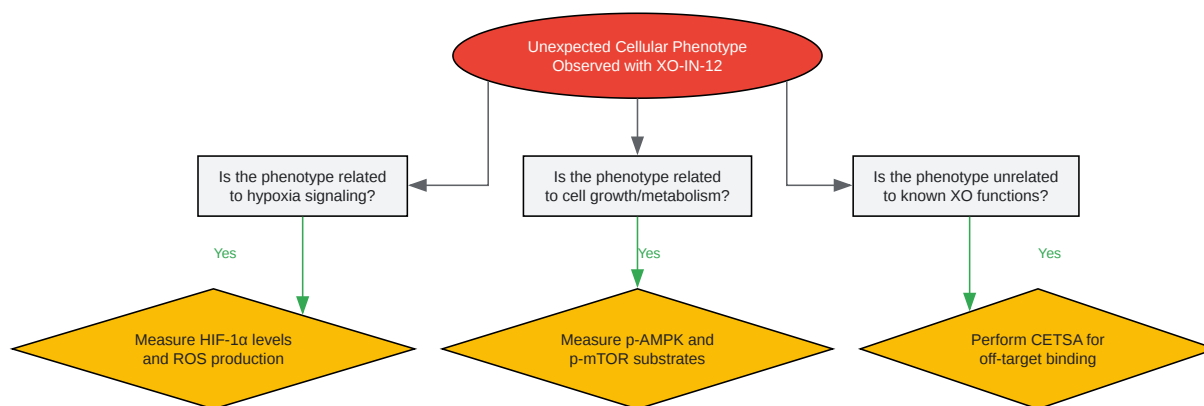 Unexpected Cellular Phenotype
Observed with XO-IN-12
Is the phenotype related
to hypoxia signaling?
Is the phenotype related
to cell growth/metabolism?
Is the phenotype unrelated
to known XO functions?
Yes
Yes
Yes
Measure HIF-1α levels
and ROS production
Measure p-AMPK and
p-mTOR substrates
Perform CETSA for
off-target binding